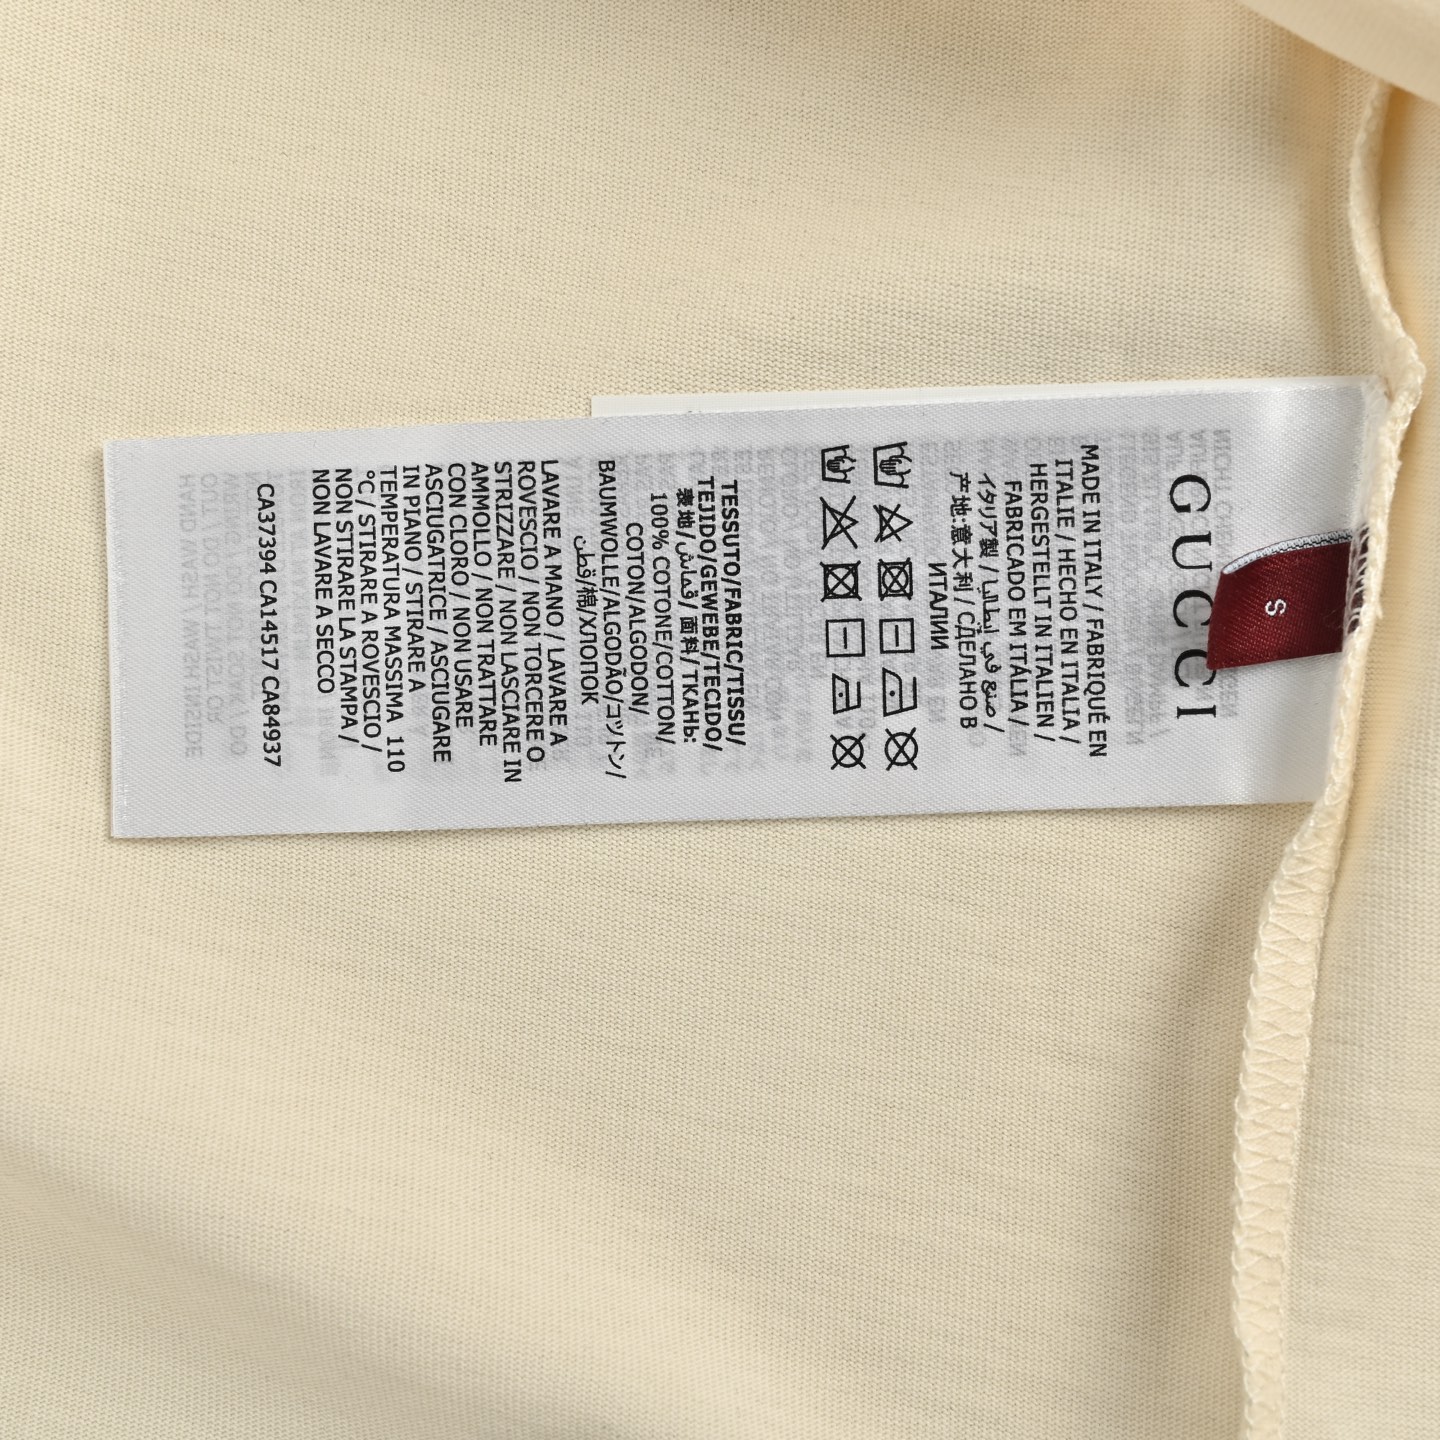 GUCCI
S
MADE IN ITALY / FABRIQUÉ EN
ITALIE / HECHO EN ITALIA /
HERGESTELLT IN ITALIEN /
FABRICADO EM ITÁLIA /
イタリア製 / صنع في إيطاليا /
产地:意大利 / СДЕЛАНО В
ИТАЛИИ
TESSUTO/FABRIC/TISSU/
TEJIDO/GEWEBE/TECIDO/
表地/قماش/面料/ТКАНЬ:
100% COTONE/COTTON/
COTON/ALGODON/
BAUMWOLLE/ALGODÃO/コットン/
قطن/棉/ХЛОПОК
LAVARE A MANO / LAVARE A
ROVESCIO / NON TORCERE O
STRIZZARE / NON LASCIARE IN
AMMOLLO / NON TRATTARE
CON CLORO / NON USARE
ASCIUGATRICE / ASCIUGARE
IN PIANO / STIRARE A
TEMPERATURA MASSIMA 110
°C / STIRARE A ROVESCIO /
NON STIRARE LA STAMPA /
NON LAVARE A SECCO
CA37394 CA14517 CA84937